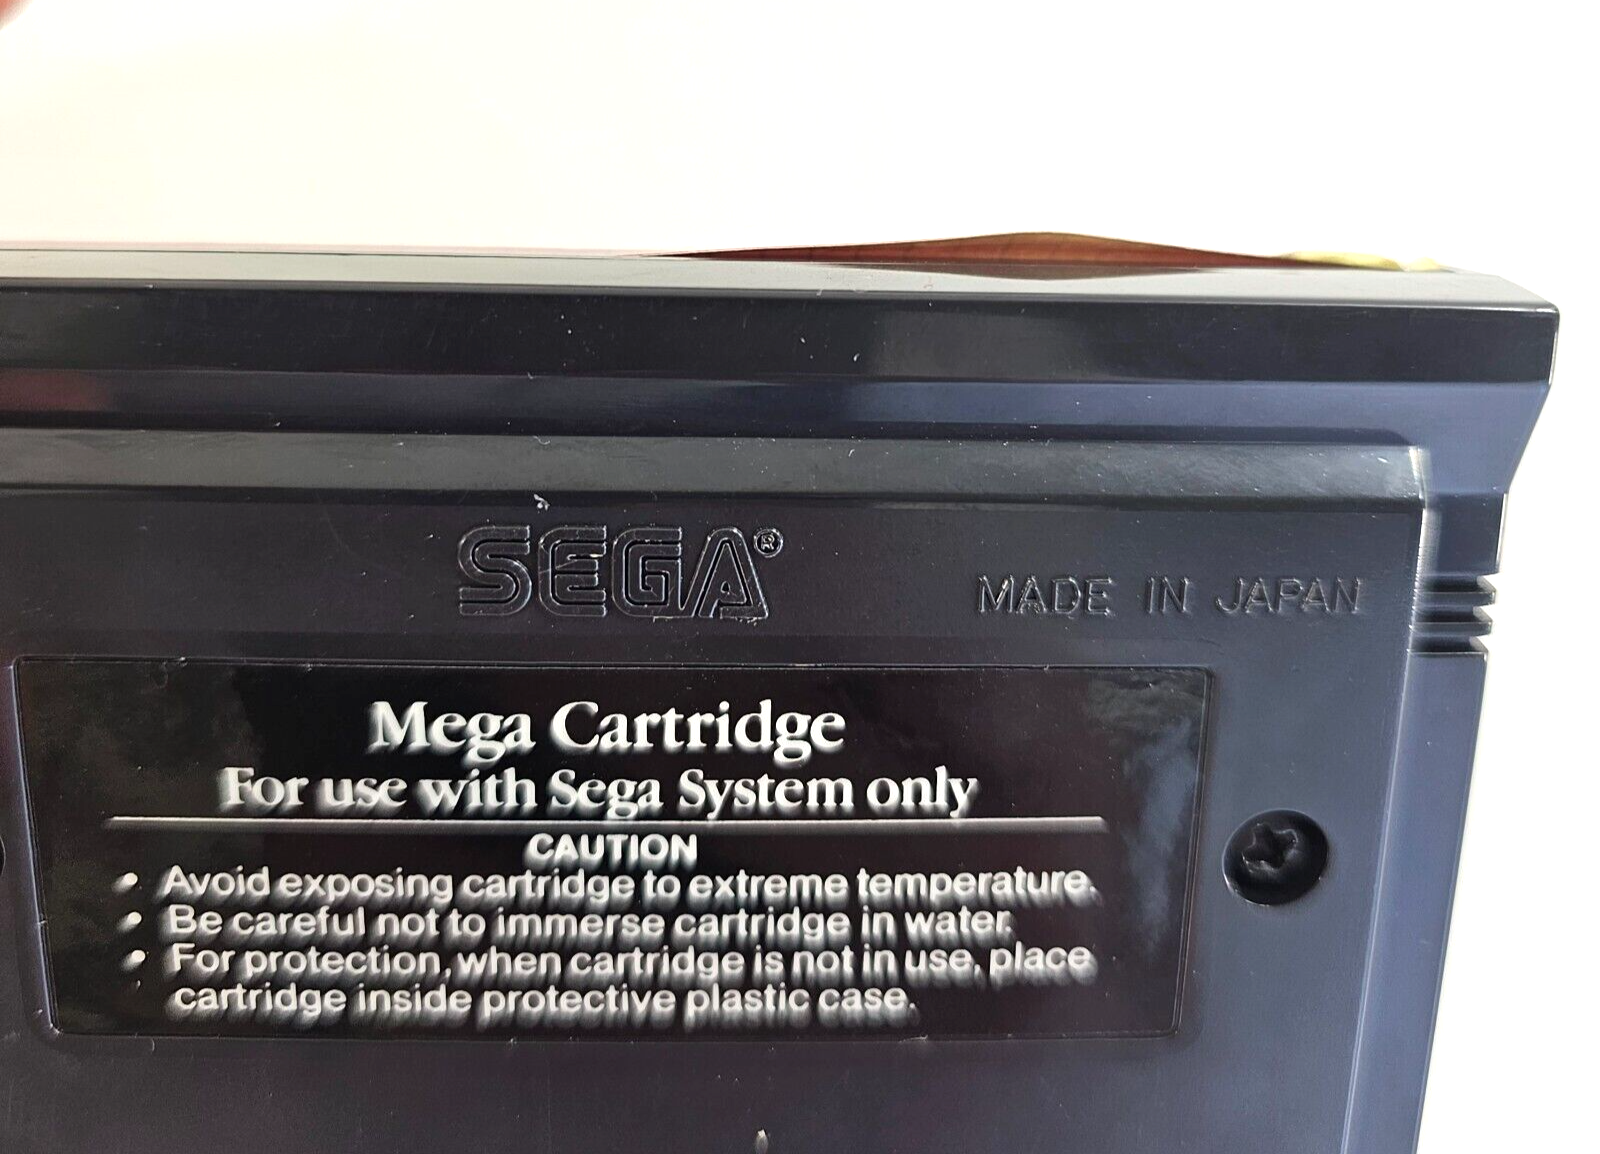 SEGA®
MADE IN JAPAN
Mega Cartridge
For use with Sega System only
CAUTION
• Avoid exposing cartridge to extreme temperature.
• Be careful not to immerse cartridge in water.
• For protection, when cartridge is not in use, place
cartridge inside protective plastic case.